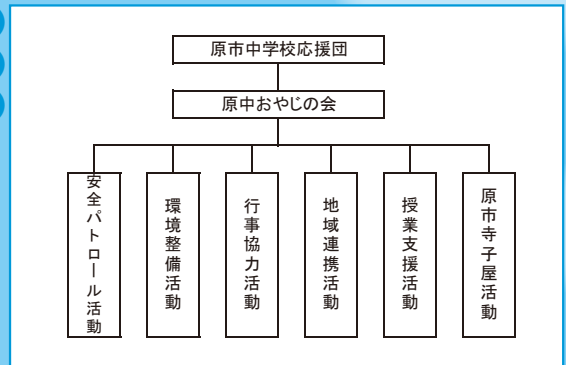 原市中学校応援団
原中おやじの会
安全パトロール活動
環境整備活動
行事協力活動
地域連携活動
授業支援活動
原市寺子屋活動